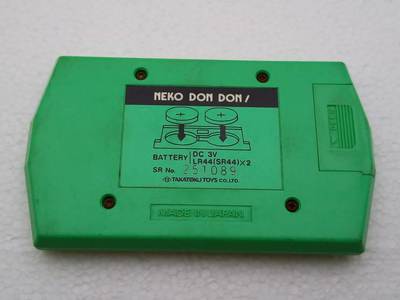 NEKO DON DON!
BATTERY DC 3V
LR44(SR44)×2
SR No. 251089
TAKATOKU TOYS CO.,LTD.
MADE IN JAPAN